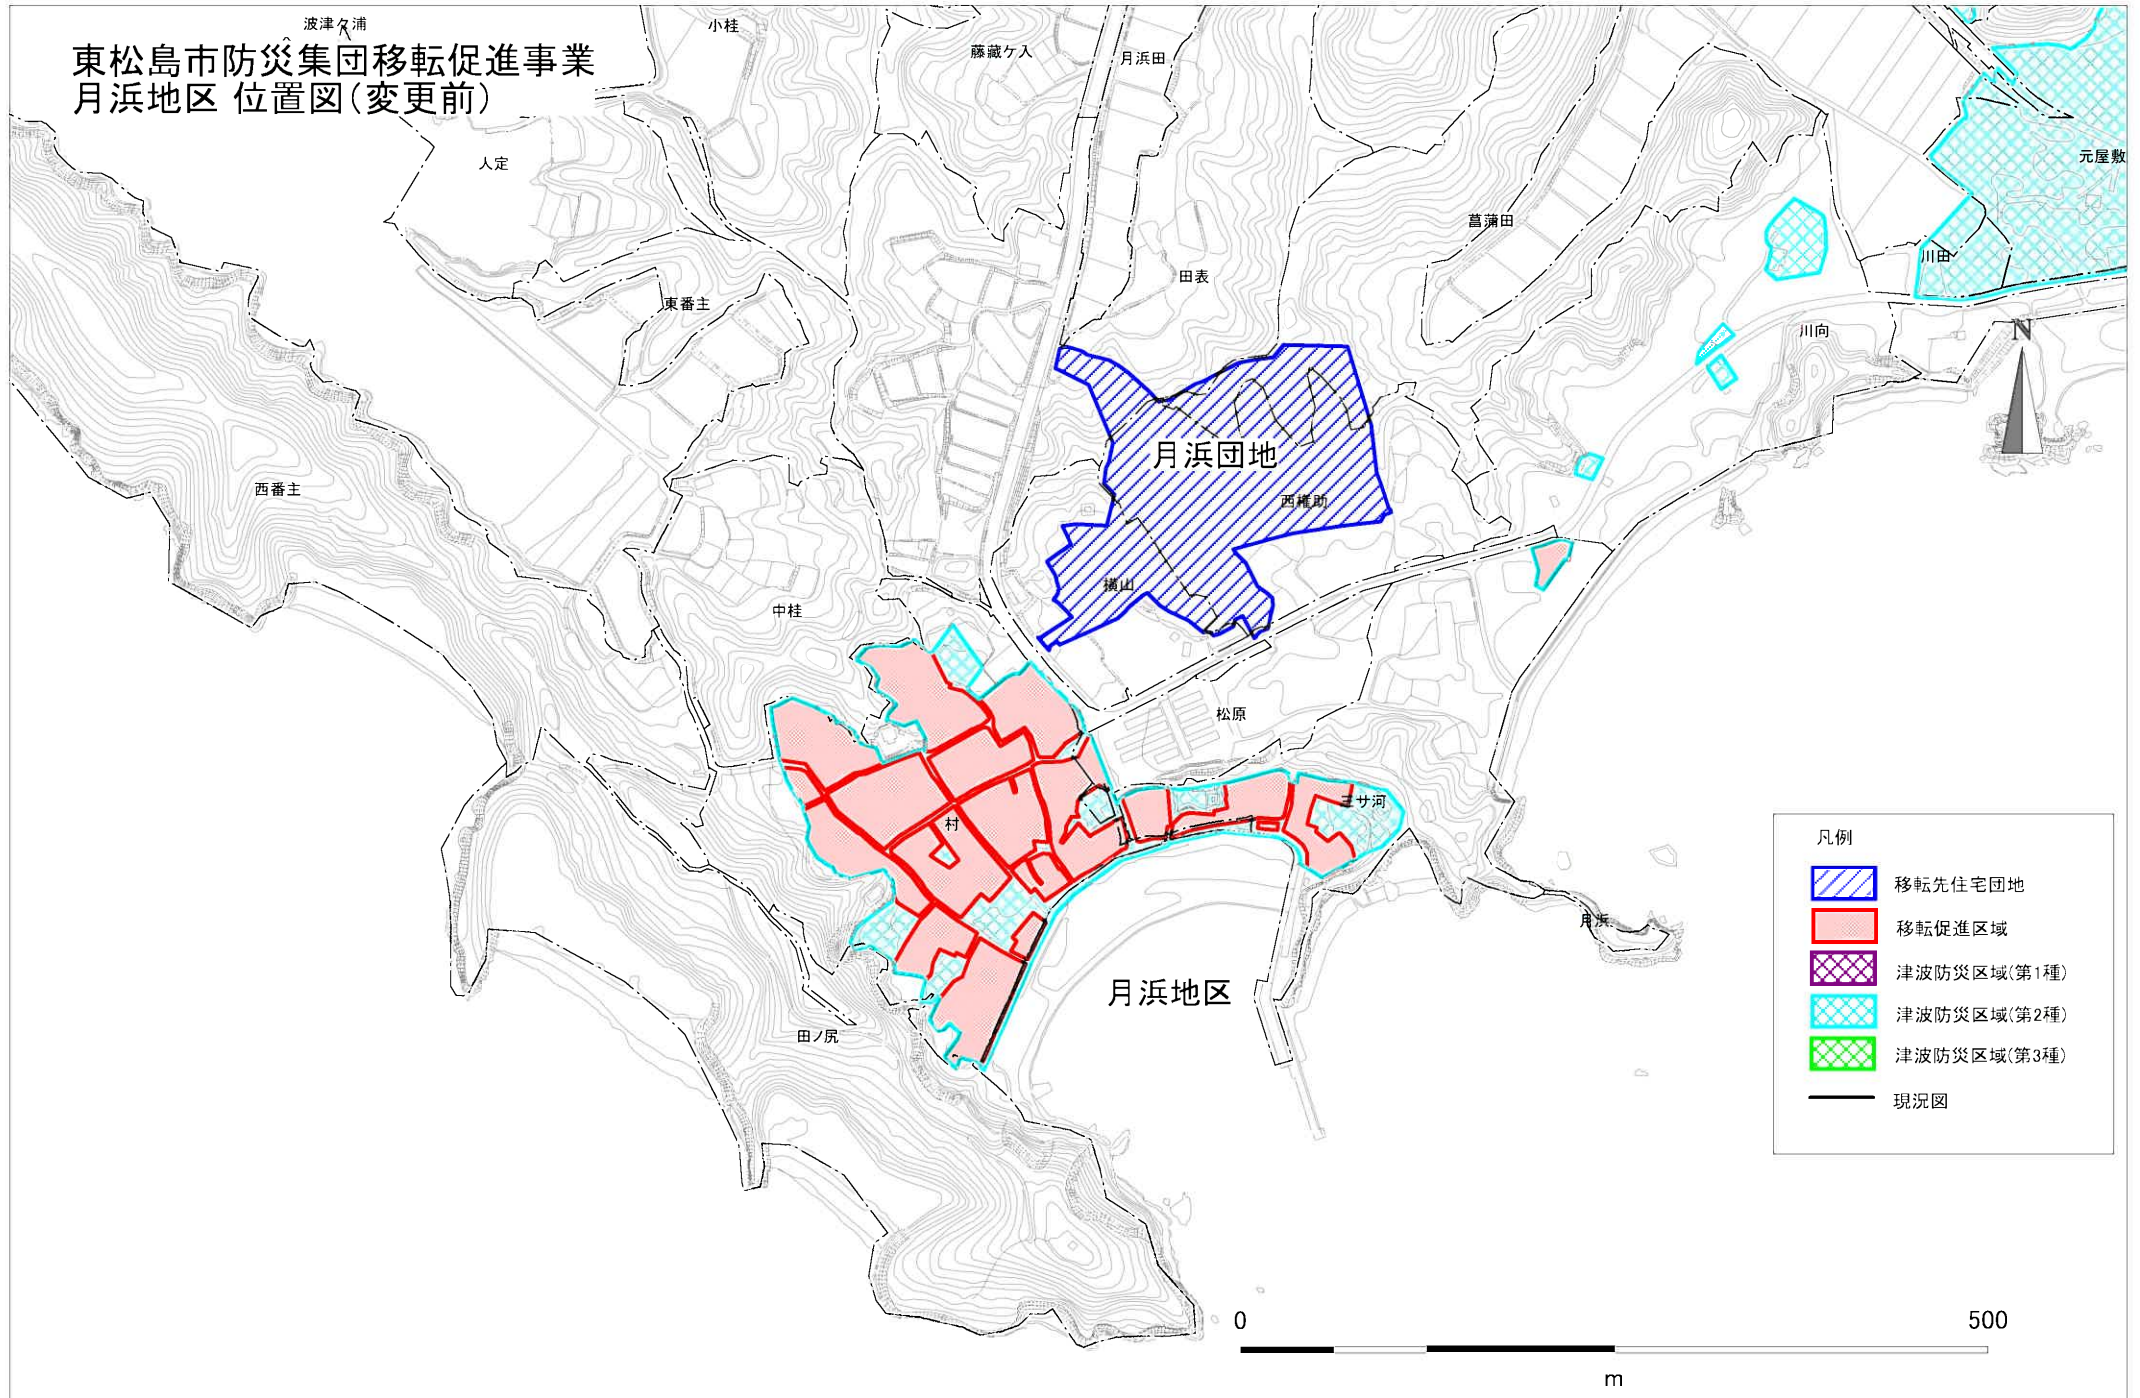 東松島市防災集団移転促進事業
月浜地区 位置図(変更前)
波津々浦
小桂
藤蔵ケ入
月浜田
人定
元屋敷
菖蒲田
川田
田表
東番主
川向
N
西番主
月浜団地
西権助
横山
中桂
松原
村
三サ河
月浜
月浜地区
田ノ尻
凡例
移転先住宅団地
移転促進区域
津波防災区域(第1種)
津波防災区域(第2種)
津波防災区域(第3種)
現況図
0
500
m